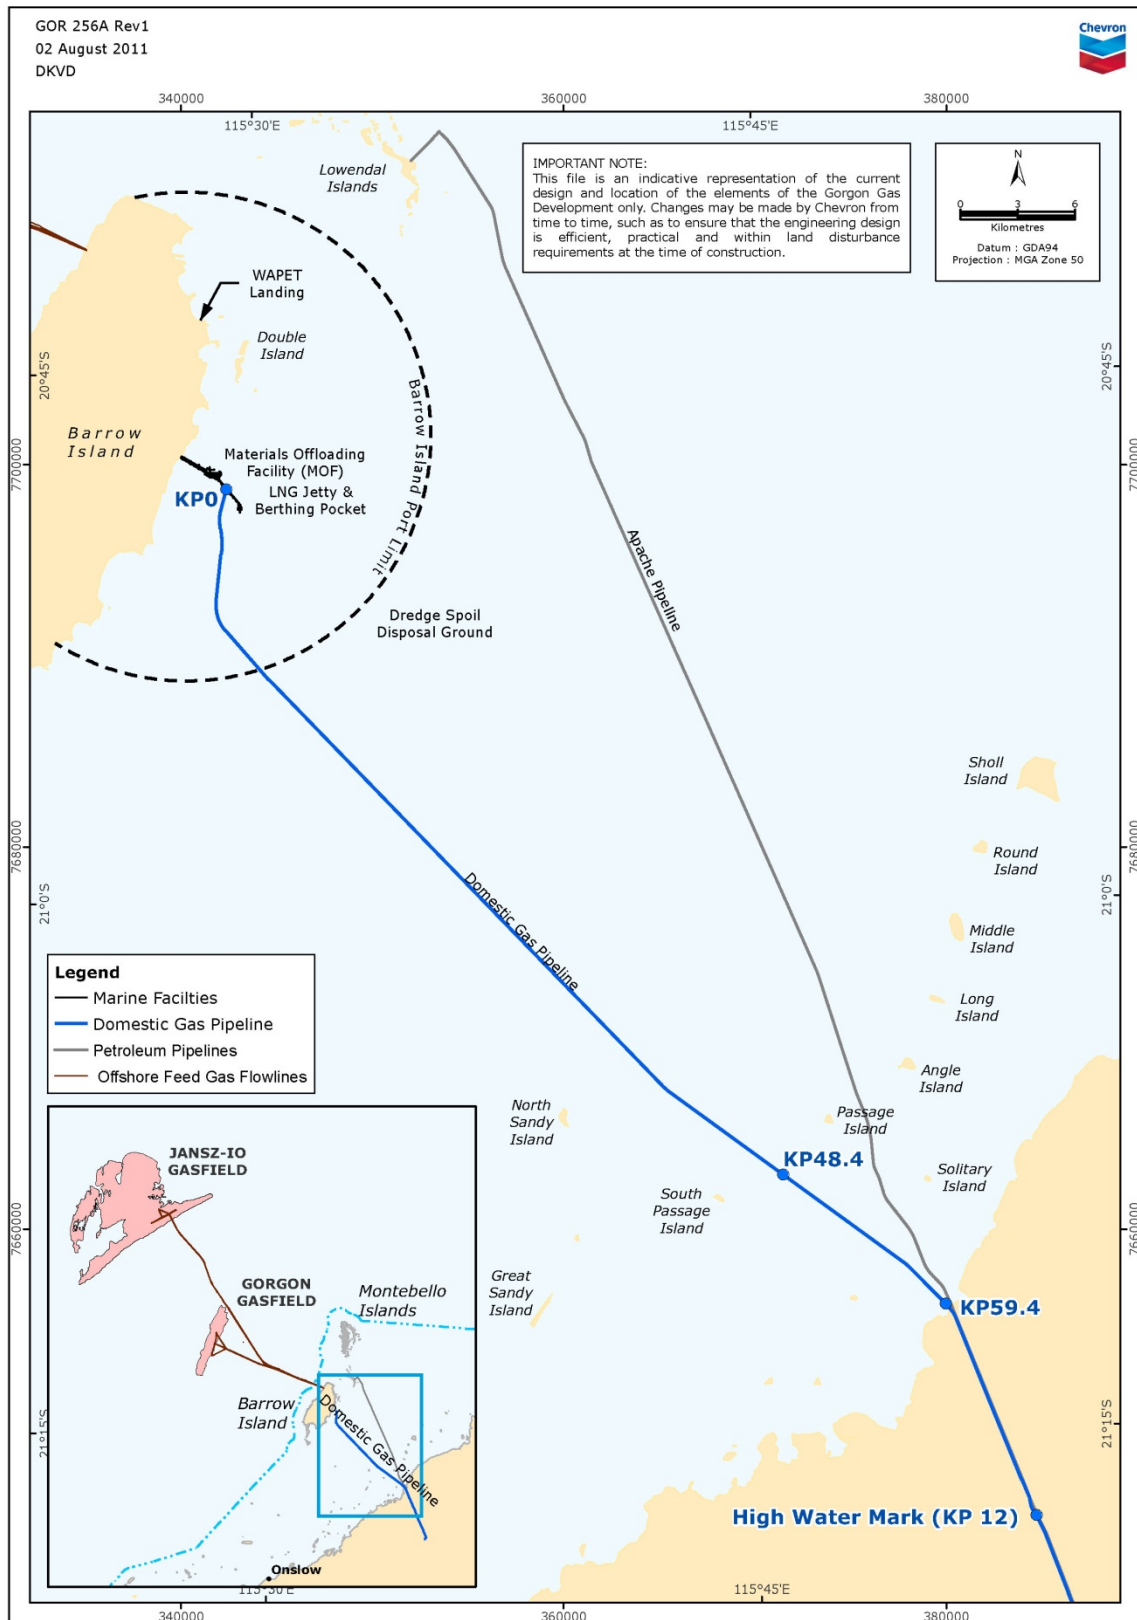 GOR 256A Rev1
02 August 2011
DKVD
Chevron
340000
360000
380000
115°30'E
115°45'E
Lowendal
Islands
IMPORTANT NOTE:
This file is an indicative representation of the current
design and location of the elements of the Gorgon Gas
Development only. Changes may be made by Chevron from
time to time, such as to ensure that the engineering design
is efficient, practical and within land disturbance
requirements at the time of construction.
N
0 3 6
Kilometres
Datum : GDA94
Projection : MGA Zone 50
WAPET
Landing
Double
Island
20°45'S
20°45'S
Barrow
Island
Barrow Island Port Limit
Materials Offloading
Facility (MOF)
LNG Jetty &
Berthing Pocket
KP0
7700000
7700000
Apache Pipeline
Dredge Spoil
Disposal Ground
Sholl
Island
7680000
7680000
Round
Island
Domestic Gas Pipeline
21°0'S
21°0'S
Middle
Island
Long
Island
Angle
Island
Legend
Marine Facilties
Domestic Gas Pipeline
Petroleum Pipelines
Offshore Feed Gas Flowlines
North
Sandy
Island
Passage
Island
KP48.4
Solitary
Island
South
Passage
Island
7660000
7660000
Great
Sandy
Island
KP59.4
JANSZ-IO
GASFIELD
GORGON
GASFIELD
Montebello
Islands
Barrow
Island
Domestic Gas Pipeline
Onslow
21°15'S
21°15'S
High Water Mark (KP 12)
115°30'E
115°45'E
340000
360000
380000